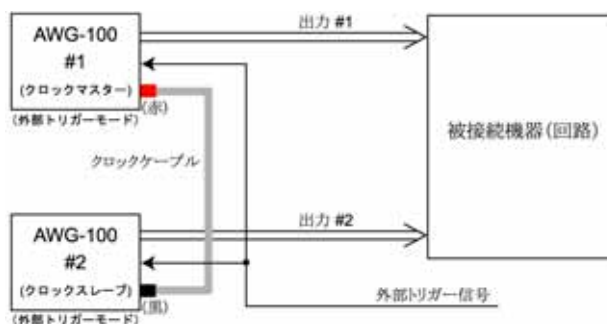 AWG-100
#1
(クロックマスター)
(外部トリガーモード)
(赤)
出力 #1
クロックケーブル
被接続機器(回路)
AWG-100
#2
(クロックスレーブ)
(外部トリガーモード)
(黒)
出力 #2
外部トリガー信号